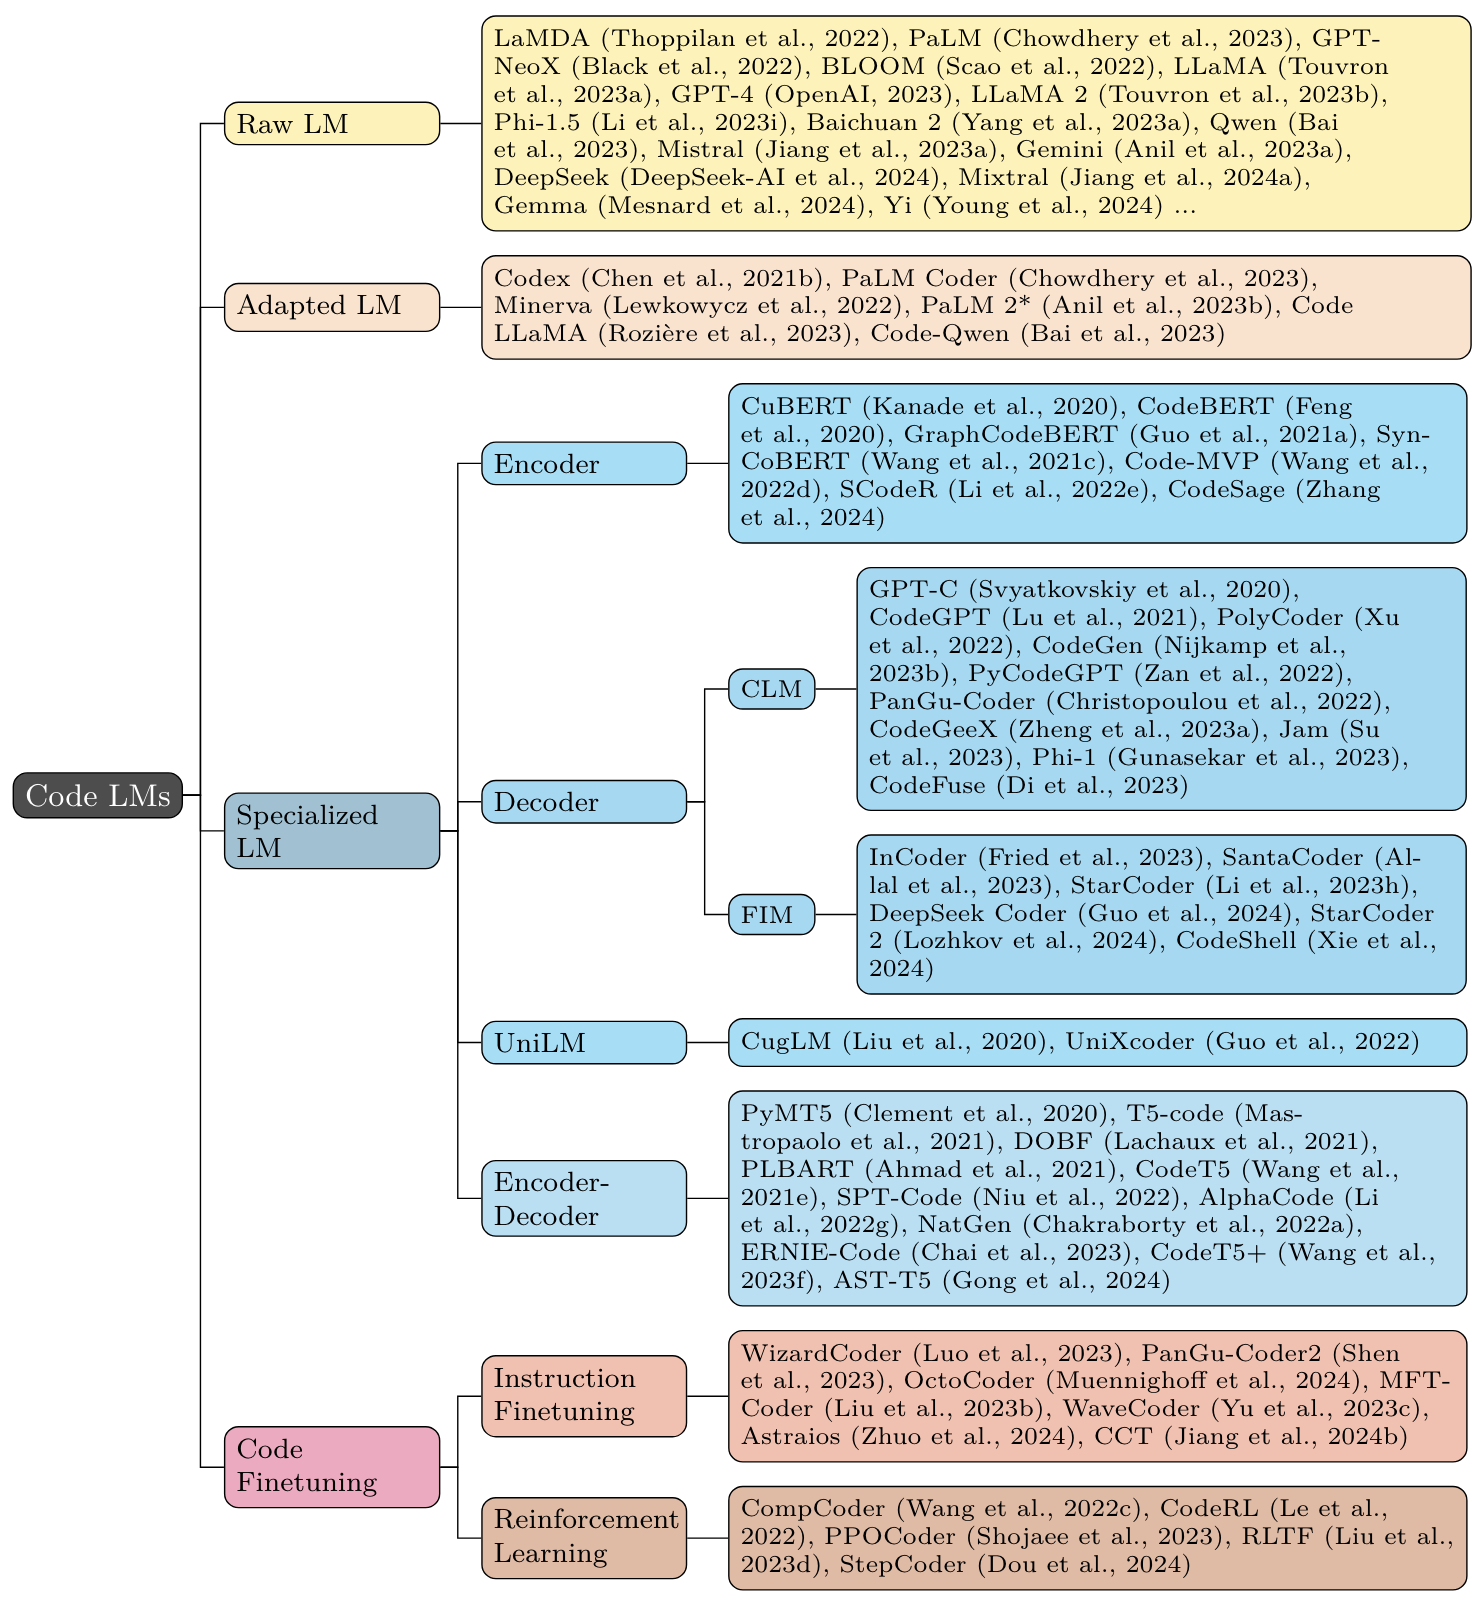 Code LMs
Raw LM
LaMDA (Thoppilan et al., 2022), PaLM (Chowdhery et al., 2023), GPT-
NeoX (Black et al., 2022), BLOOM (Scao et al., 2022), LLaMA (Touvron
et al., 2023a), GPT-4 (OpenAI, 2023), LLaMA 2 (Touvron et al., 2023b),
Phi-1.5 (Li et al., 2023i), Baichuan 2 (Yang et al., 2023a), Qwen (Bai
et al., 2023), Mistral (Jiang et al., 2023a), Gemini (Anil et al., 2023a),
DeepSeek (DeepSeek-AI et al., 2024), Mixtral (Jiang et al., 2024a),
Gemma (Mesnard et al., 2024), Yi (Young et al., 2024) ...
Adapted LM
Codex (Chen et al., 2021b), PaLM Coder (Chowdhery et al., 2023),
Minerva (Lewkowycz et al., 2022), PaLM 2* (Anil et al., 2023b), Code
LLaMA (Rozière et al., 2023), Code-Qwen (Bai et al., 2023)
Specialized
LM
Encoder
CuBERT (Kanade et al., 2020), CodeBERT (Feng
et al., 2020), GraphCodeBERT (Guo et al., 2021a), Syn-
CoBERT (Wang et al., 2021c), Code-MVP (Wang et al.,
2022d), SCodeR (Li et al., 2022e), CodeSage (Zhang
et al., 2024)
Decoder
CLM
GPT-C (Svyatkovskiy et al., 2020),
CodeGPT (Lu et al., 2021), PolyCoder (Xu
et al., 2022), CodeGen (Nijkamp et al.,
2023b), PyCodeGPT (Zan et al., 2022),
PanGu-Coder (Christopoulou et al., 2022),
CodeGeeX (Zheng et al., 2023a), Jam (Su
et al., 2023), Phi-1 (Gunasekar et al., 2023),
CodeFuse (Di et al., 2023)
FIM
InCoder (Fried et al., 2023), SantaCoder (Al-
lal et al., 2023), StarCoder (Li et al., 2023h),
DeepSeek Coder (Guo et al., 2024), StarCoder
2 (Lozhkov et al., 2024), CodeShell (Xie et al.,
2024)
UniLM
CugLM (Liu et al., 2020), UniXcoder (Guo et al., 2022)
Encoder-
Decoder
PyMT5 (Clement et al., 2020), T5-code (Mas-
tropaolo et al., 2021), DOBF (Lachaux et al., 2021),
PLBART (Ahmad et al., 2021), CodeT5 (Wang et al.,
2021e), SPT-Code (Niu et al., 2022), AlphaCode (Li
et al., 2022g), NatGen (Chakraborty et al., 2022a),
ERNIE-Code (Chai et al., 2023), CodeT5+ (Wang et al.,
2023f), AST-T5 (Gong et al., 2024)
Code
Finetuning
Instruction
Finetuning
WizardCoder (Luo et al., 2023), PanGu-Coder2 (Shen
et al., 2023), OctoCoder (Muennighoff et al., 2024), MFT-
Coder (Liu et al., 2023b), WaveCoder (Yu et al., 2023c),
Astraios (Zhuo et al., 2024), CCT (Jiang et al., 2024b)
Reinforcement
Learning
CompCoder (Wang et al., 2022c), CodeRL (Le et al.,
2022), PPOCoder (Shojaee et al., 2023), RLTF (Liu et al.,
2023d), StepCoder (Dou et al., 2024)